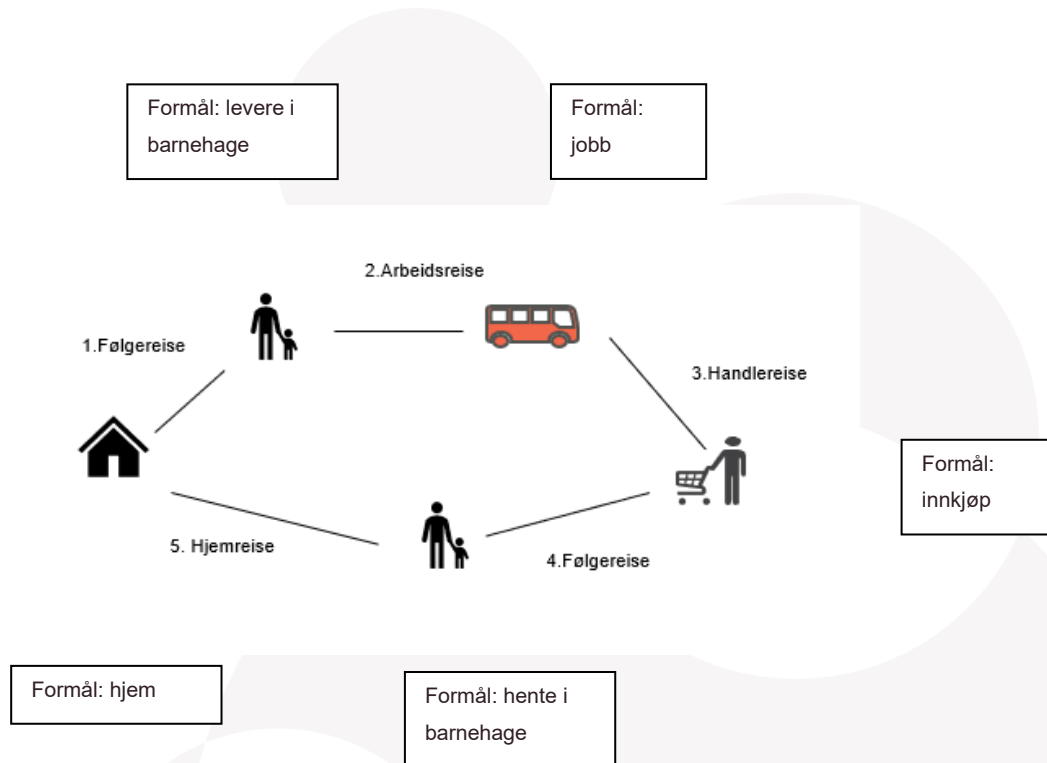 Formål: levere i
barnehage
Formål:
jobb
2.Arbeidsreise
1.Følgereise
3.Handlereise
Formål:
innkjøp
5. Hjemreise
4.Følgereise
Formål: hjem
Formål: hente i
barnehage